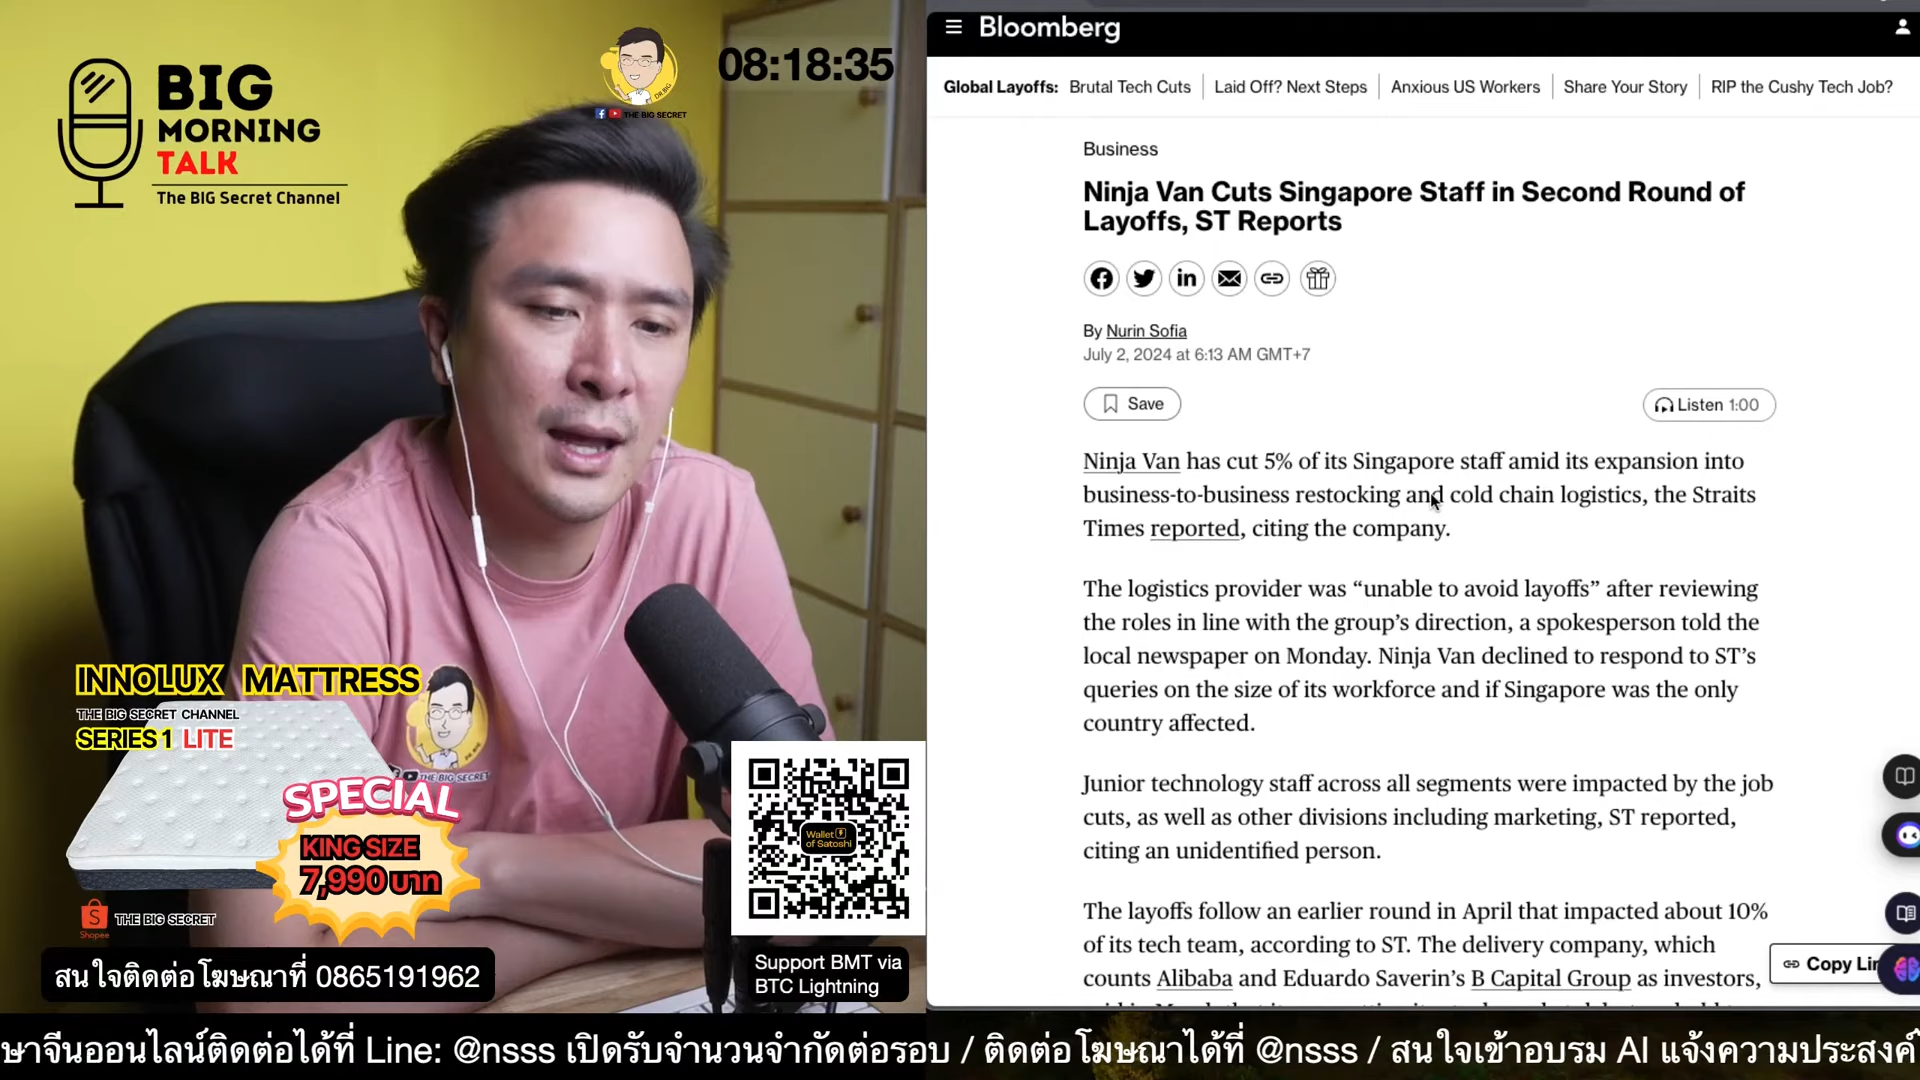 BIG
MORNING
TALK
The BIG Secret Channel
DR.BIG
THE BIG SECRET
08:18:35
INNOLUX MATTRESS
THE BIG SECRET CHANNEL
SERIES 1 LITE
SPECIAL
KING SIZE
7,990 บาท
THE BIG SECRET
Shopee
THE BIG SECRET
สนใจติดต่อโฆษณาที่ 0865191962
Wallet
of Satoshi
Support BMT via
BTC Lightning
Bloomberg
Global Layoffs: Brutal Tech Cuts Laid Off? Next Steps Anxious US Workers Share Your Story RIP the Cushy Tech Job?
Business
Ninja Van Cuts Singapore Staff in Second Round of
Layoffs, ST Reports
By Nurin Sofia
July 2, 2024 at 6:13 AM GMT+7
Save
Listen 1:00
Ninja Van has cut 5% of its Singapore staff amid its expansion into
business-to-business restocking and cold chain logistics, the Straits
Times reported, citing the company.
The logistics provider was “unable to avoid layoffs” after reviewing
the roles in line with the group’s direction, a spokesperson told the
local newspaper on Monday. Ninja Van declined to respond to ST’s
queries on the size of its workforce and if Singapore was the only
country affected.
Junior technology staff across all segments were impacted by the job
cuts, as well as other divisions including marketing, ST reported,
citing an unidentified person.
The layoffs follow an earlier round in April that impacted about 10%
of its tech team, according to ST. The delivery company, which
counts Alibaba and Eduardo Saverin’s B Capital Group as investors,
Copy Lin
ษาจีนออนไลน์ติดต่อได้ที่ Line: @nsss เปิดรับจำนวนจำกัดต่อรอบ / ติดต่อโฆษณาได้ที่ @nsss / สนใจเข้าอบรม AI แจ้งความประสงค์